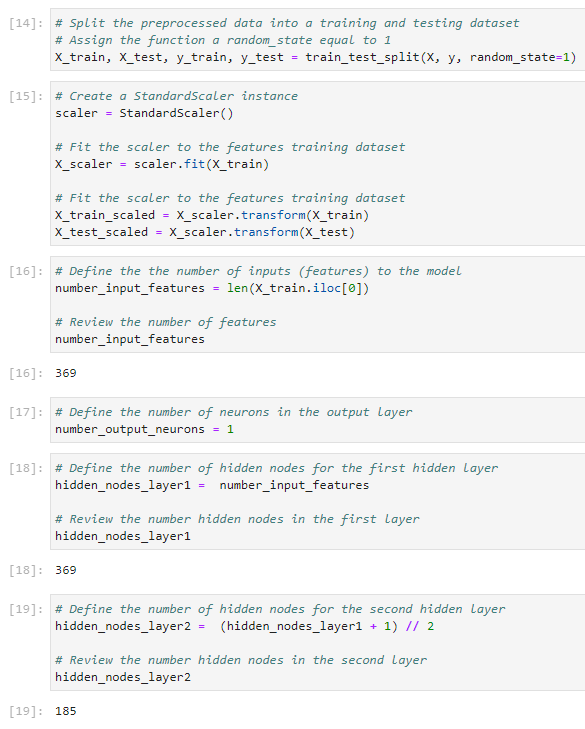 [14]: # Split the preprocessed data into a training and testing dataset
# Assign the function a random_state equal to 1
X_train, X_test, y_train, y_test = train_test_split(X, y, random_state=1)
[15]: # Create a StandardScaler instance
scaler = StandardScaler()
# Fit the scaler to the features training dataset
X_scaler = scaler.fit(X_train)
# Fit the scaler to the features training dataset
X_train_scaled = X_scaler.transform(X_train)
X_test_scaled = X_scaler.transform(X_test)
[16]: # Define the the number of inputs (features) to the model
number_input_features = len(X_train.iloc[0])
# Review the number of features
number_input_features
[16]: 369
[17]: # Define the number of neurons in the output layer
number_output_neurons = 1
[18]: # Define the number of hidden nodes for the first hidden layer
hidden_nodes_layer1 =  number_input_features
# Review the number hidden nodes in the first layer
hidden_nodes_layer1
[18]: 369
[19]: # Define the number of hidden nodes for the second hidden layer
hidden_nodes_layer2 =  (hidden_nodes_layer1 + 1) // 2
# Review the number hidden nodes in the second layer
hidden_nodes_layer2
[19]: 185